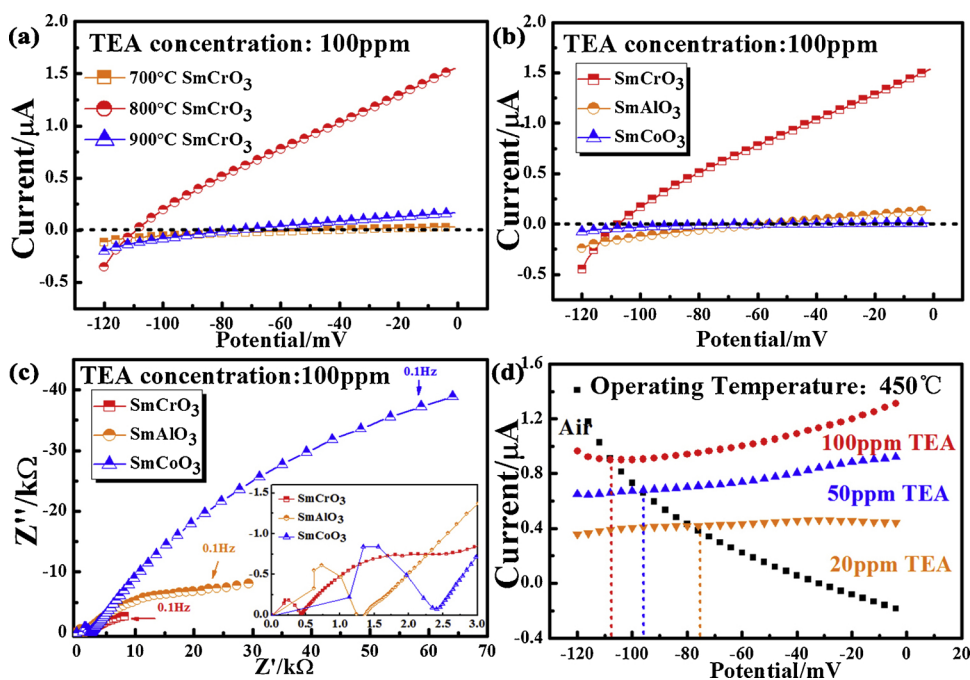 (a)
TEA concentration: 100ppm
700°C SmCrO3
800°C SmCrO3
900°C SmCrO3
Current/μA
2.0
1.5
1.0
0.5
0.0
-0.5
-120 -100 -80 -60 -40 -20 0
Potential/mV
(b)
TEA concentration:100ppm
SmCrO3
SmAlO3
SmCoO3
Current/μA
2.0
1.5
1.0
0.5
0.0
-0.5
-120 -100 -80 -60 -40 -20 0
Potential/mV
(c)
TEA concentration:100ppm
SmCrO3
SmAlO3
SmCoO3
0.1Hz
0.1Hz
0.1Hz
Z''/kΩ
-40
-30
-20
-10
0
0 10 20 30 40 50 60 70
Z'/kΩ
SmCrO3
SmAlO3
SmCoO3
-1.5
-1.0
-0.5
0.0
0.0 0.5 1.0 1.5 2.0 2.5 3.0
(d)
Operating Temperature: 450℃
Air
100ppm TEA
50ppm TEA
20ppm TEA
Current/μA
1.6
1.2
0.8
0.4
0.0
-0.4
-120 -100 -80 -60 -40 -20 0 20
Potential/mV